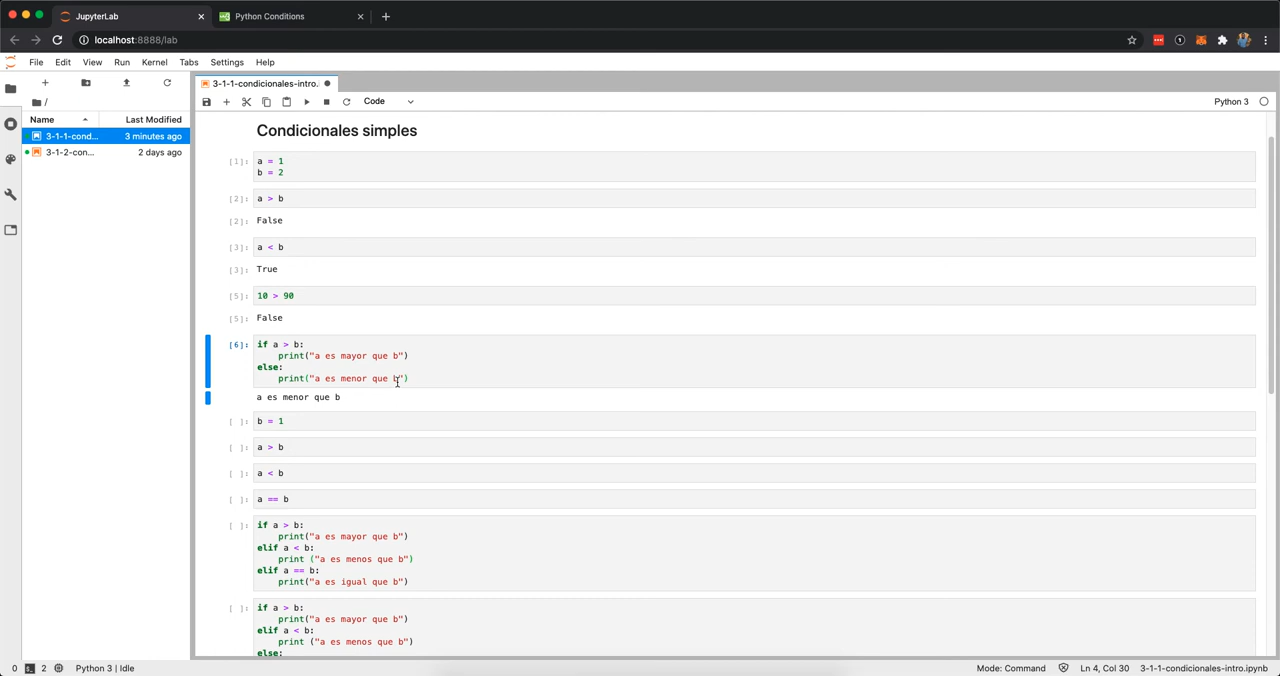 JupyterLab
Python Conditions
localhost:8888/lab
File Edit View Run Kernel Tabs Settings Help
3-1-1-condicionales-intro.
Code
Python 3
/
Name Last Modified
3-1-1-cond... 3 minutes ago
3-1-2-con... 2 days ago
Condicionales simples
[1]: a = 1
b = 2
[2]: a > b
[2]: False
[3]: a < b
[3]: True
[5]: 10 > 90
[5]: False
[6]: if a > b:
print("a es mayor que b")
else:
print("a es menor que b")
a es menor que b
[ ]: b = 1
[ ]: a > b
[ ]: a < b
[ ]: a == b
[ ]: if a > b:
print("a es mayor que b")
elif a < b:
print ("a es menos que b")
elif a == b:
print("a es igual que b")
[ ]: if a > b:
print("a es mayor que b")
elif a < b:
print ("a es menos que b")
else:
0 2 Python 3 | Idle Mode: Command Ln 4, Col 30 3-1-1-condicionales-intro.ipynb